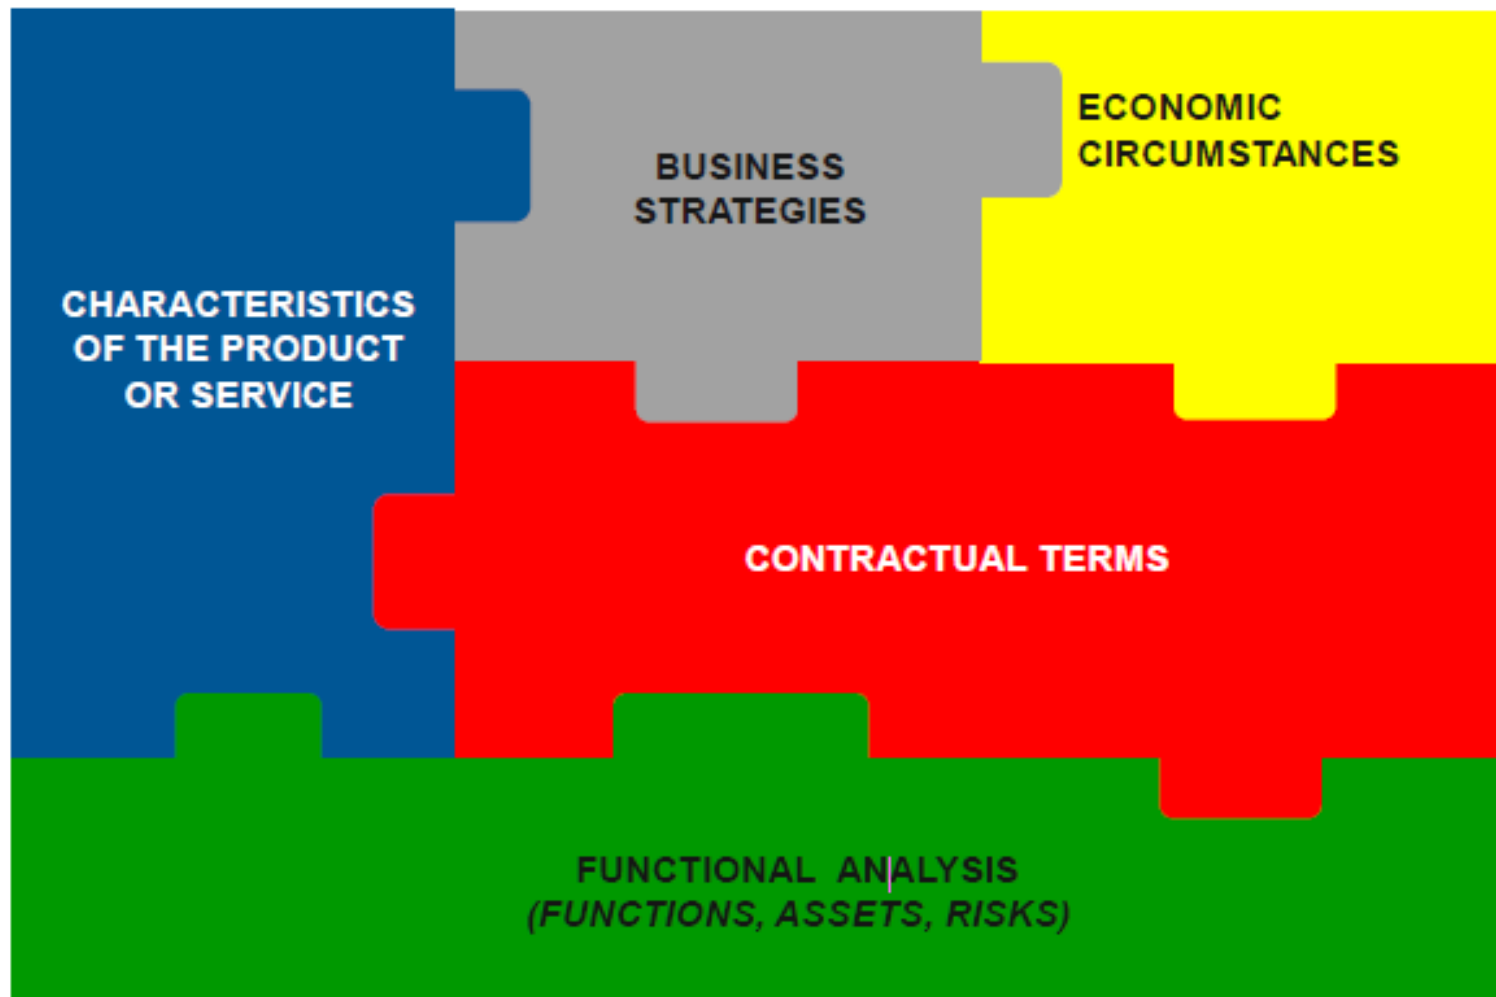 ECONOMIC
CIRCUMSTANCES
BUSINESS
STRATEGIES
CHARACTERISTICS
OF THE PRODUCT
OR SERVICE
CONTRACTUAL TERMS
FUNCTIONAL ANALYSIS
(FUNCTIONS, ASSETS, RISKS)